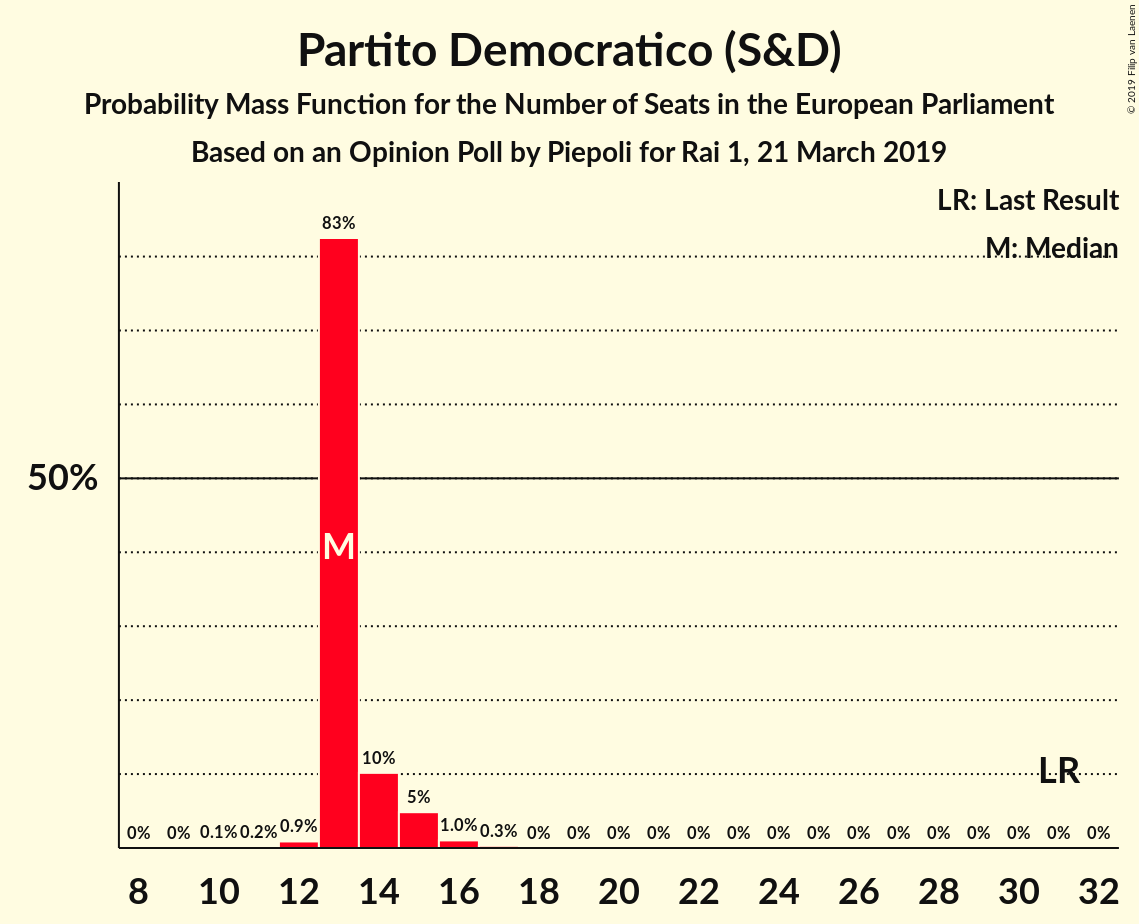 Partito Democratico (S&D)
Probability Mass Function for the Number of Seats in the European Parliament
Based on an Opinion Poll by Piepoli for Rai 1, 21 March 2019
© 2019 Filip van Laenen
LR: Last Result
M: Median
83%
50%
M
10%
LR
5%
0% 0% 0.1% 0.2% 0.9% 1.0% 0.3% 0% 0% 0% 0% 0% 0% 0% 0% 0% 0% 0% 0% 0% 0% 0%
8 10 12 14 16 18 20 22 24 26 28 30 32